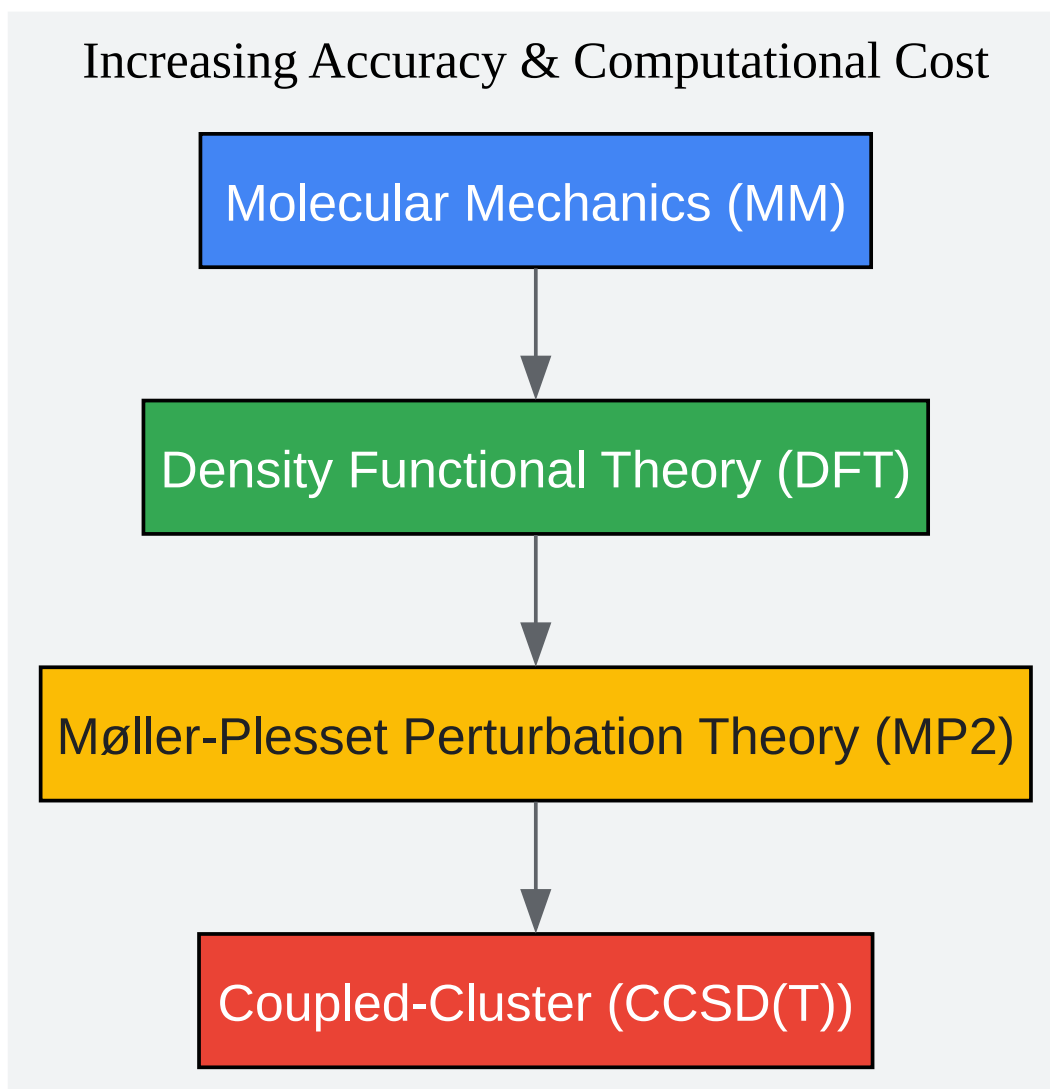 Increasing Accuracy & Computational Cost
Molecular Mechanics (MM)
Density Functional Theory (DFT)
Møller-Plesset Perturbation Theory (MP2)
Coupled-Cluster (CCSD(T))